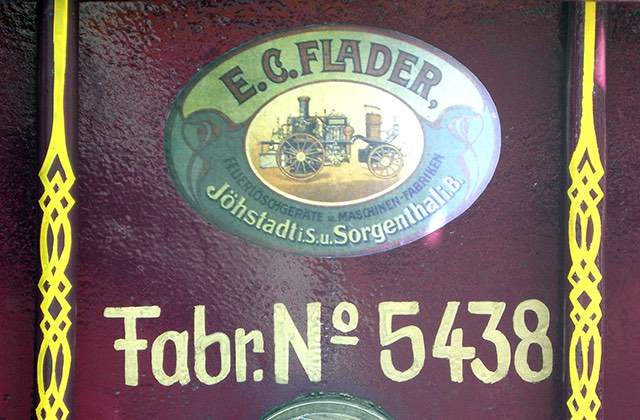 E.C. FLADER,
FEUERLÖSCHGERÄTE u. MASCHINEN-FABRIKEN
Jöhstadt i.S. u. Sorgenthal i.B.
Fabr. Nº 5438